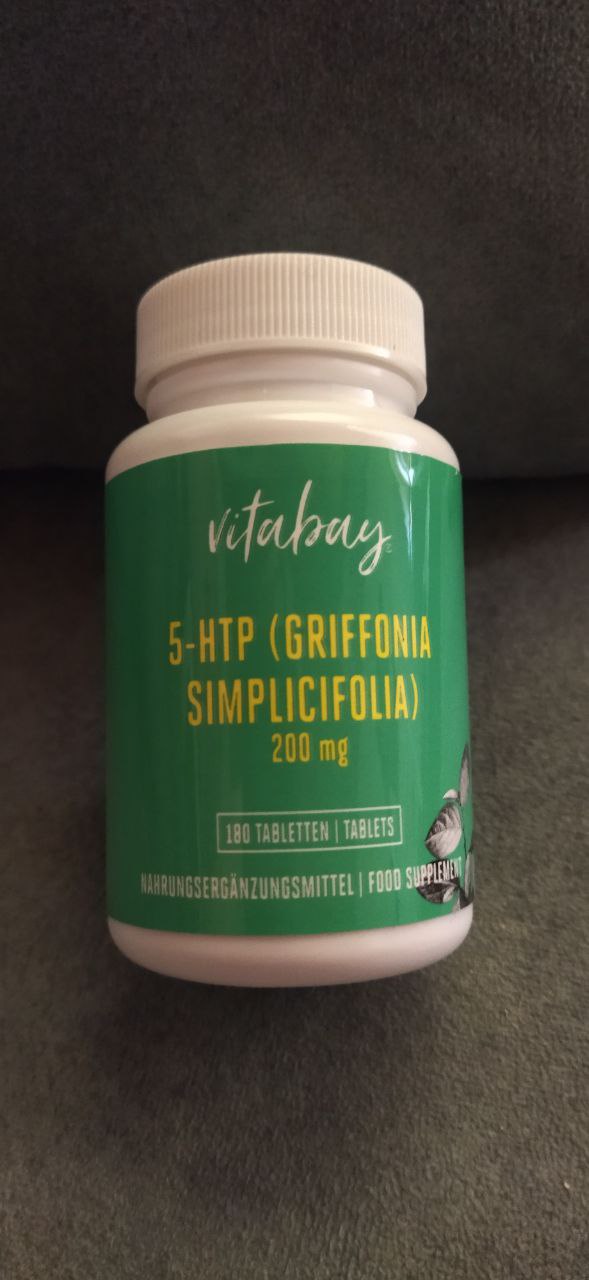 vitabay®
5-HTP (GRIFFONIA
SIMPLICIFOLIA)
200 mg
180 TABLETTEN | TABLETS
NAHRUNGSERGÄNZUNGSMITTEL | FOOD SUPPLEMENT